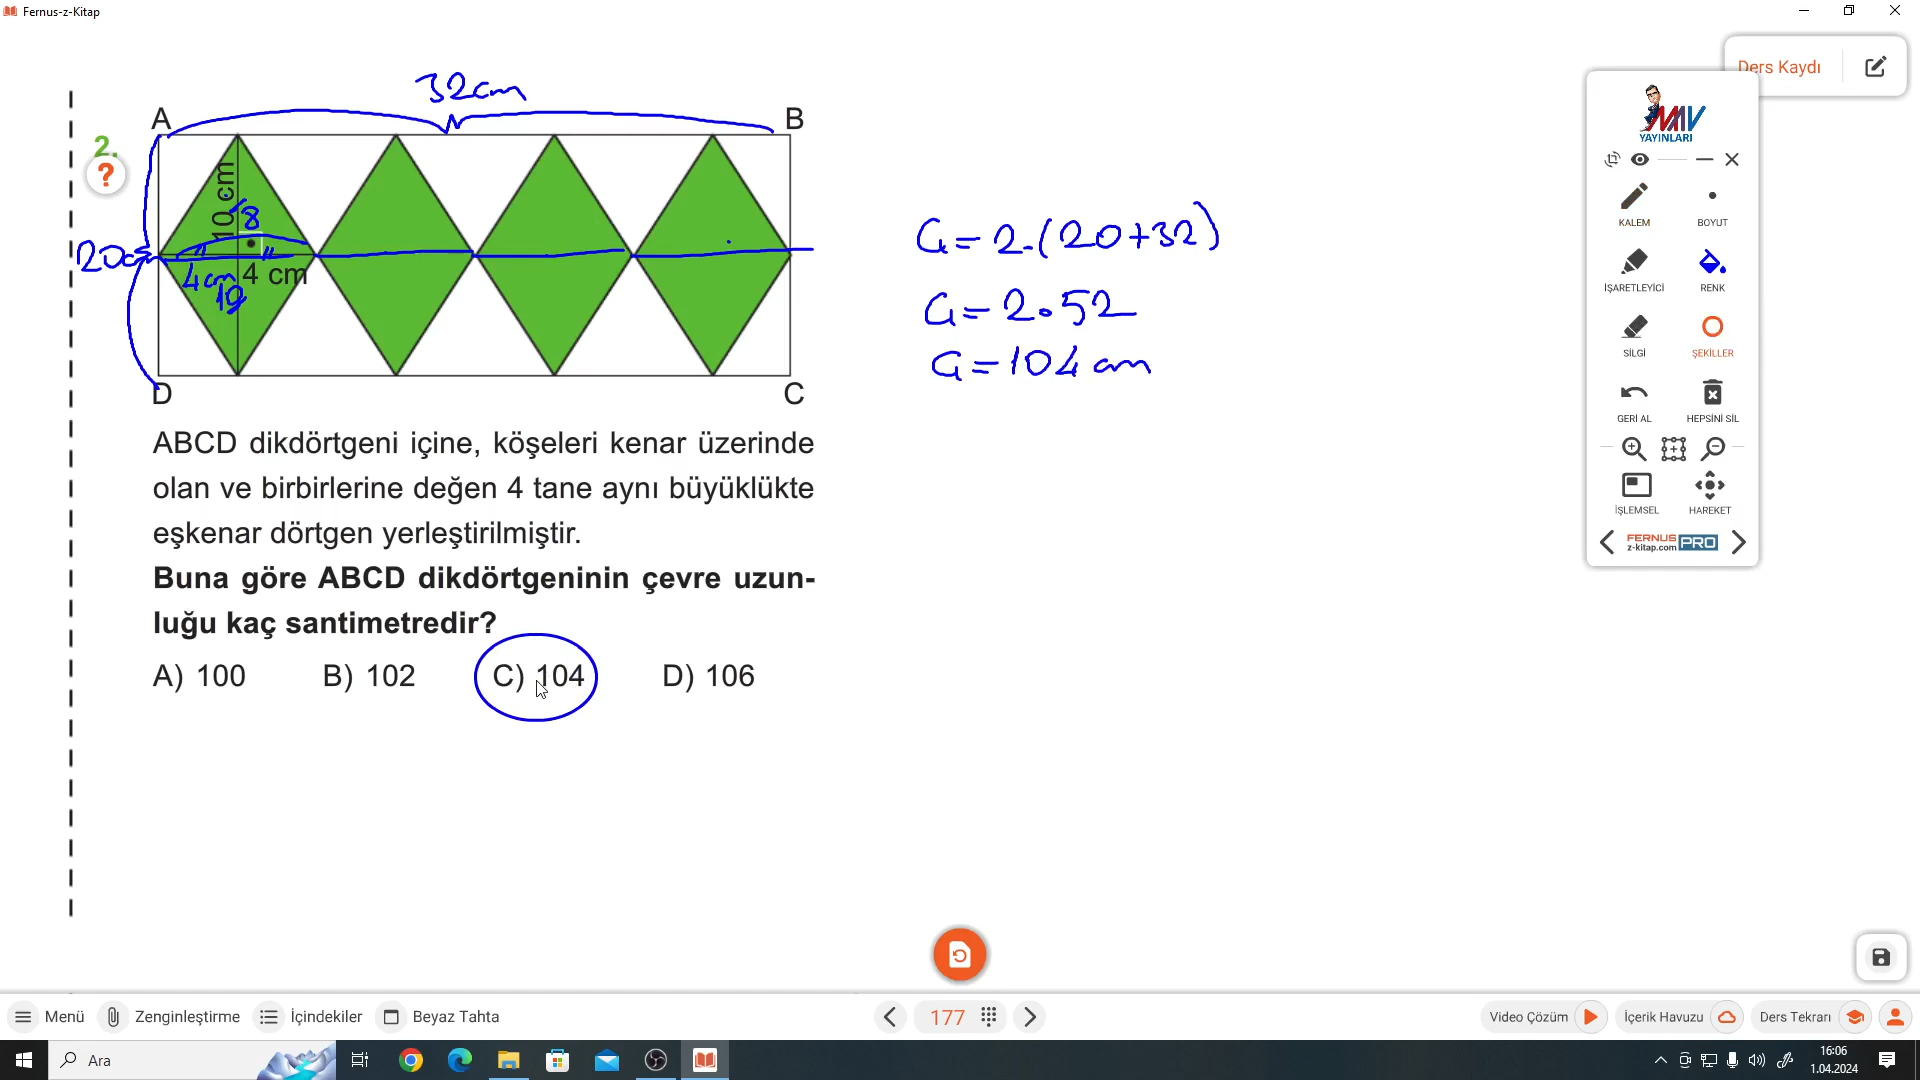 Fernus-z-Kitap
Ders Kaydı
32cm
A
B
2.
?
10 cm
8
20cm
4cm
4 cm
10
D
C
G=2.(20+32)
G=2.52
G=104cm
ABCD dikdörtgeni içine, köşeleri kenar üzerinde
olan ve birbirlerine değen 4 tane aynı büyüklükte
eşkenar dörtgen yerleştirilmiştir.
Buna göre ABCD dikdörtgeninin çevre uzun-
luğu kaç santimetredir?
A) 100 B) 102 C) 104 D) 106
YAYINLARI
KALEM BOYUT
İŞARETLEYİCİ RENK
SİLGİ ŞEKİLLER
GERİ AL HEPSİNİ SİL
İŞLEMSEL HAREKET
FERNUS
z-kitap.com PRO
Menü Zenginleştirme İçindekiler Beyaz Tahta 177 Video Çözüm İçerik Havuzu Ders Tekrarı
Ara
16:06
1.04.2024